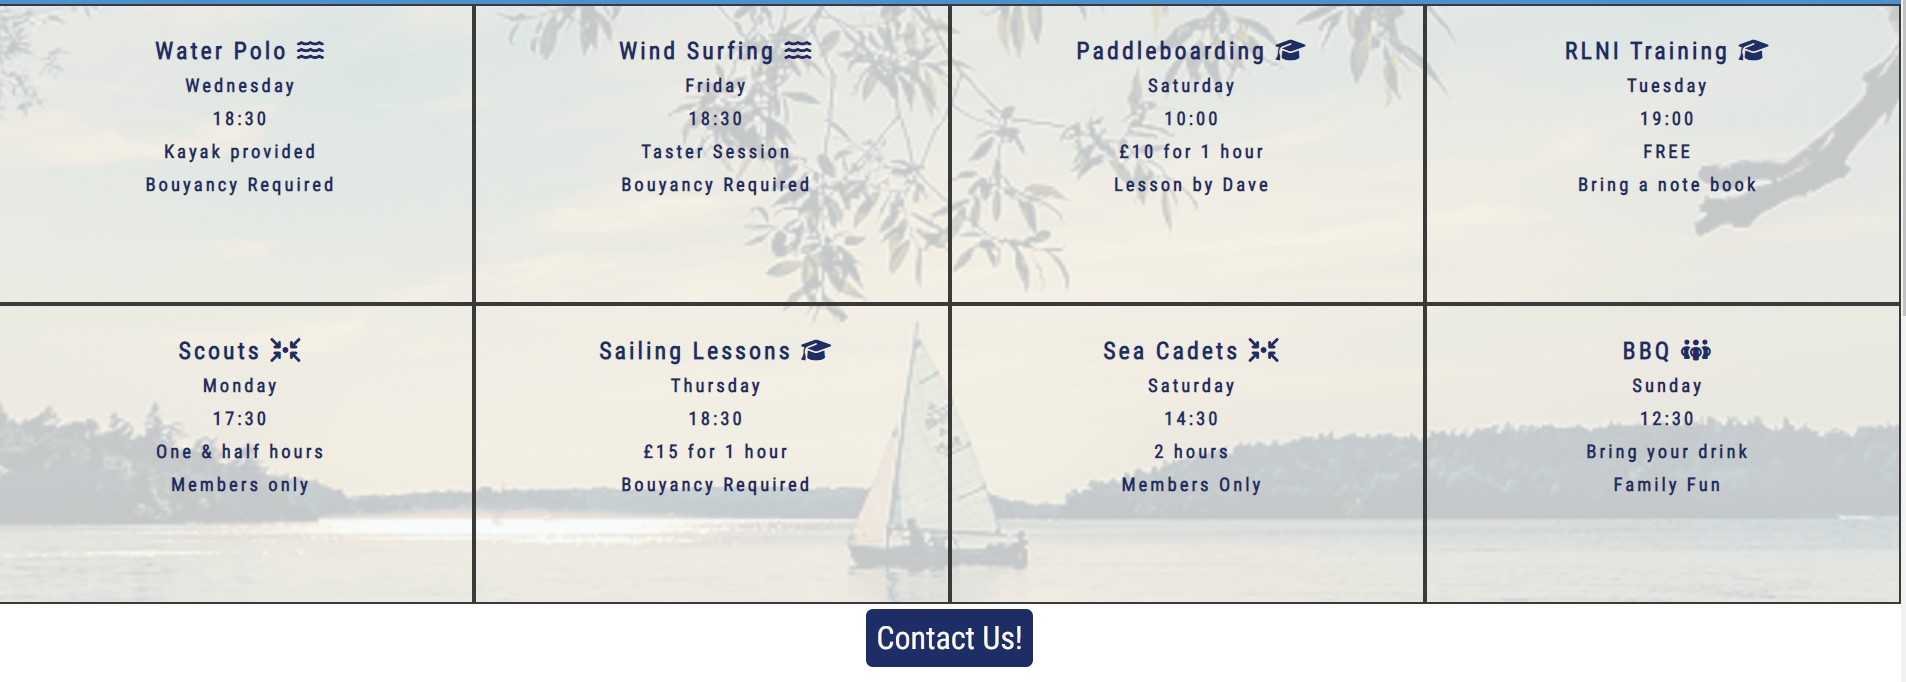 Water Polo
Wednesday
18:30
Kayak provided
Bouyancy Required
Wind Surfing
Friday
18:30
Taster Session
Bouyancy Required
Paddleboarding
Saturday
10:00
£10 for 1 hour
Lesson by Dave
RLNI Training
Tuesday
19:00
FREE
Bring a note book
Scouts
Monday
17:30
One & half hours
Members only
Sailing Lessons
Thursday
18:30
£15 for 1 hour
Bouyancy Required
Sea Cadets
Saturday
14:30
2 hours
Members Only
BBQ
Sunday
12:30
Bring your drink
Family Fun
Contact Us!